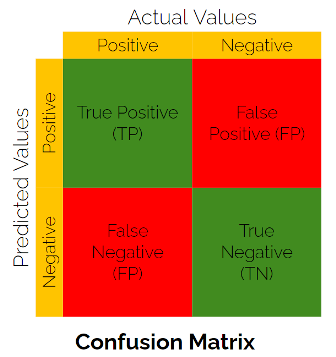 Actual Values
Positive Negative
Predicted Values
Positive
True Positive
(TP)
False
Positive (FP)
Negative
False
Negative
(FP)
True
Negative
(TN)
Confusion Matrix